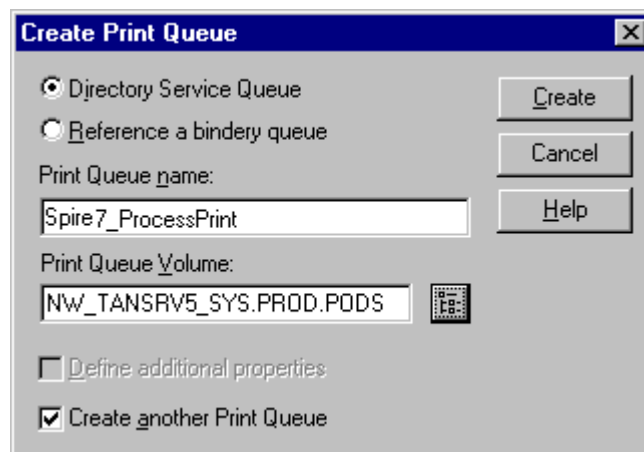 Create Print Queue
Directory Service Queue
Reference a bindery queue
Print Queue name:
Spire7_ProcessPrint
Print Queue Volume:
NW_TANSRV5_SYS.PROD.PODS
Define additional properties
Create another Print Queue
Create
Cancel
Help